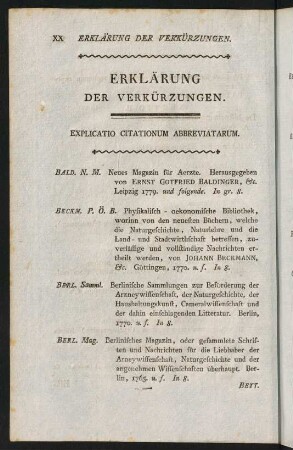 XX ERKLÄRUNG DER VERKÜRZUNGEN.
ERKLÄRUNG
DER VERKÜRZUNGEN.
EXPLICATIO CITATIONUM ABBREVIATARUM.
BALD. N. M. Neues Magazin für Aerzte. Herausgegeben
von ERNST GOTFRIED BALDINGER, &c.
Leipzig 1779. und folgende. In gr. 8.
BECKM. P. Ö. B. Phyſikaliſch-oekonomiſche Bibliothek,
worinn von den neueſten Büchern, welche
die Naturgeſchichte, Naturlehre und die
Land- und Stadtwirthſchaft betreffen, zu-
verläſſige und vollſtändige Nachrichten er-
theilt werden, von JOHANN BECKMANN,
&c. Göttingen, 1770. u. f. In 8.
BERL. Samml. Berliniſche Sammlungen zur Beförderung der
Arzneywiſſenſchaft, der Naturgeſchichte, der
Haushaltungskunſt, Cameralwiſſenſchaft und
der dahin einſchlagenden Litteratur. Berlin,
1770. u. f. In 8.
BERL. Mag. Berliniſches Magazin, oder geſammlete Schrif-
ten und Nachrichten für die Liebhaber der
Arzneywiſſenſchaft, Naturgeſchichte und der
angenehmen Wiſſenſchaften überhaupt. Ber-
lin, 1765. u. f. In 8.
BEYT.